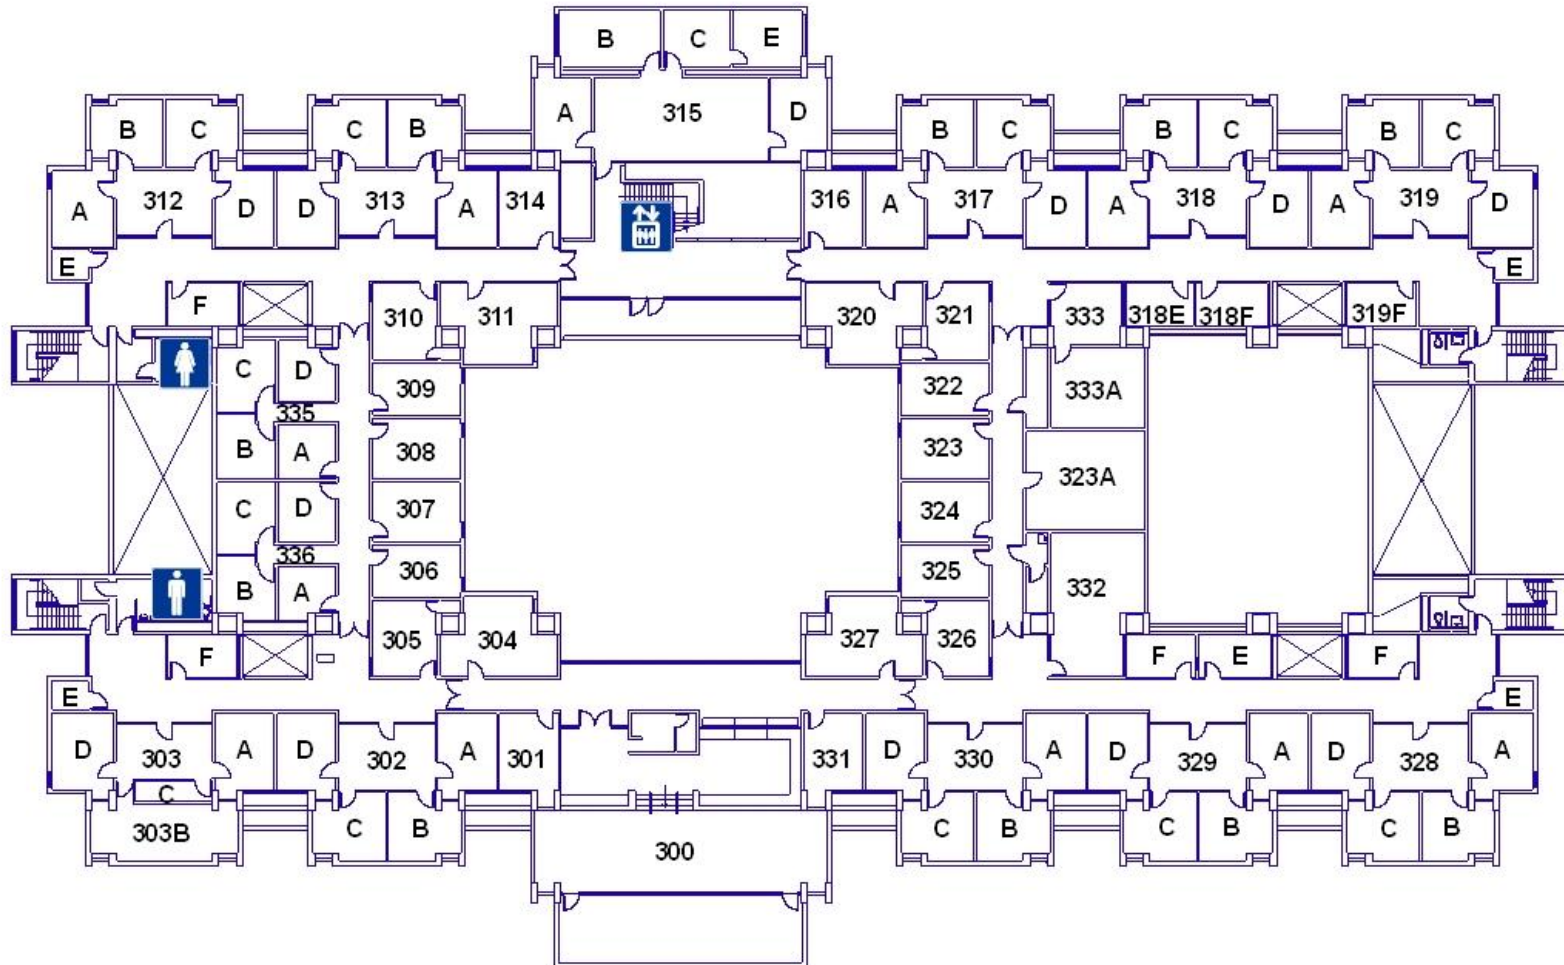 B C E
A 315 D
B C C B B C B C B C
A 312 D D 313 A 314 316 A 317 D A 318 D A 319 D
E E
F 310 311 320 321 333 318E 318F 319F
C D 309 322 333A
335
B A 308 323 323A
C D 307 324
336
B A 306 325 332
F 305 304 327 326 F E F
E E
D 303 A D 302 A 301 331 D 330 A D 329 A D 328 A
C
303B C B 300 C B C B C B